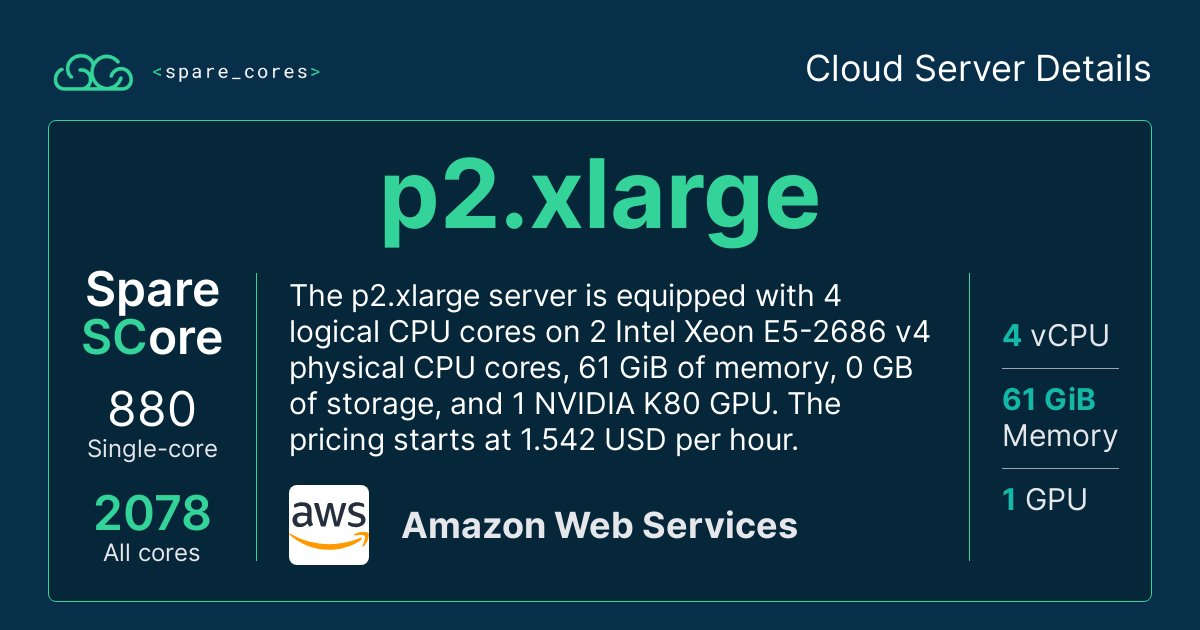 <spare_cores>
Cloud Server Details
p2.xlarge
Spare
SCore
880
Single-core
2078
All cores
The p2.xlarge server is equipped with 4
logical CPU cores on 2 Intel Xeon E5-2686 v4
physical CPU cores, 61 GiB of memory, 0 GB
of storage, and 1 NVIDIA K80 GPU. The
pricing starts at 1.542 USD per hour.
aws
Amazon Web Services
4 vCPU
61 GiB
Memory
1 GPU